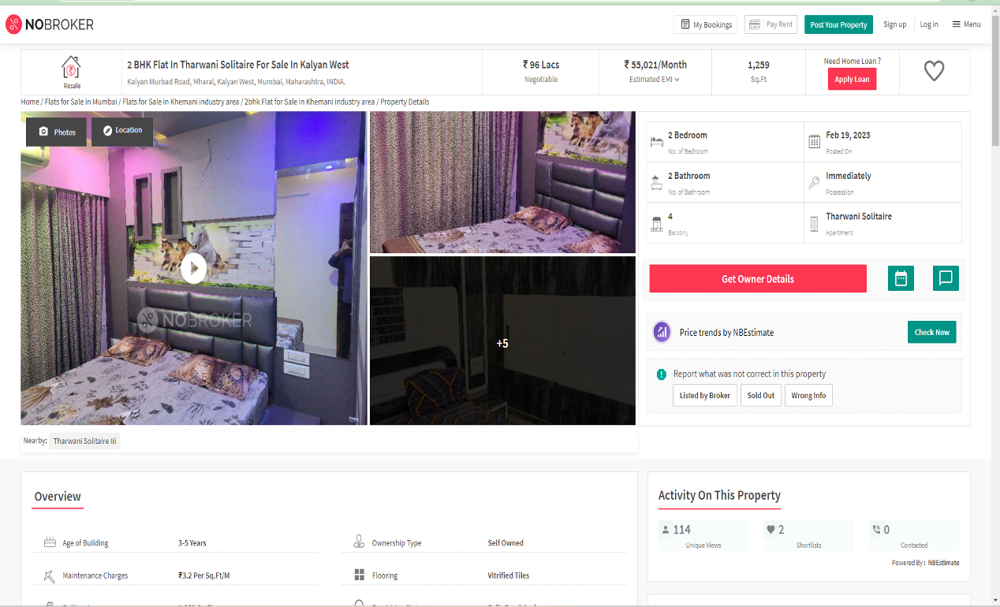 NOBROKER
My Bookings
Pay Rent
Post Your Property
Sign up
Log in
Menu
Resale
2 BHK Flat In Tharwani Solitaire For Sale In Kalyan West
Kalyan Murbad Road, Mharal, Kalyan West, Mumbai, Maharashtra, INDIA.
₹ 96 Lacs
Negotiable
₹ 55,021/Month
Estimated EMI
1,259
Sq.Ft
Need Home Loan ?
Apply Loan
Home / Flats for Sale in Mumbai / Flats for Sale in Khemani industry area / 2bhk Flat for Sale in Khemani industry area / Property Details
Photos
Location
NOBROKER
+5
2 Bedroom
No. of Bedroom
Feb 19, 2023
Posted On
2 Bathroom
No. of Bathroom
Immediately
Possession
4
Balcony
Tharwani Solitaire
Apartment
Get Owner Details
Price trends by NBEstimate
Check Now
Report what was not correct in this property
Listed by Broker
Sold Out
Wrong Info
Nearby: Tharwani Solitaire Iii
Overview
Age of Building 3-5 Years
Ownership Type Self Owned
Maintenance Charges ₹3.2 Per Sq.Ft/M
Flooring Vitrified Tiles
Activity On This Property
114
Unique Views
2
Shortlists
0
Contacted
Powered By : NBEstimate